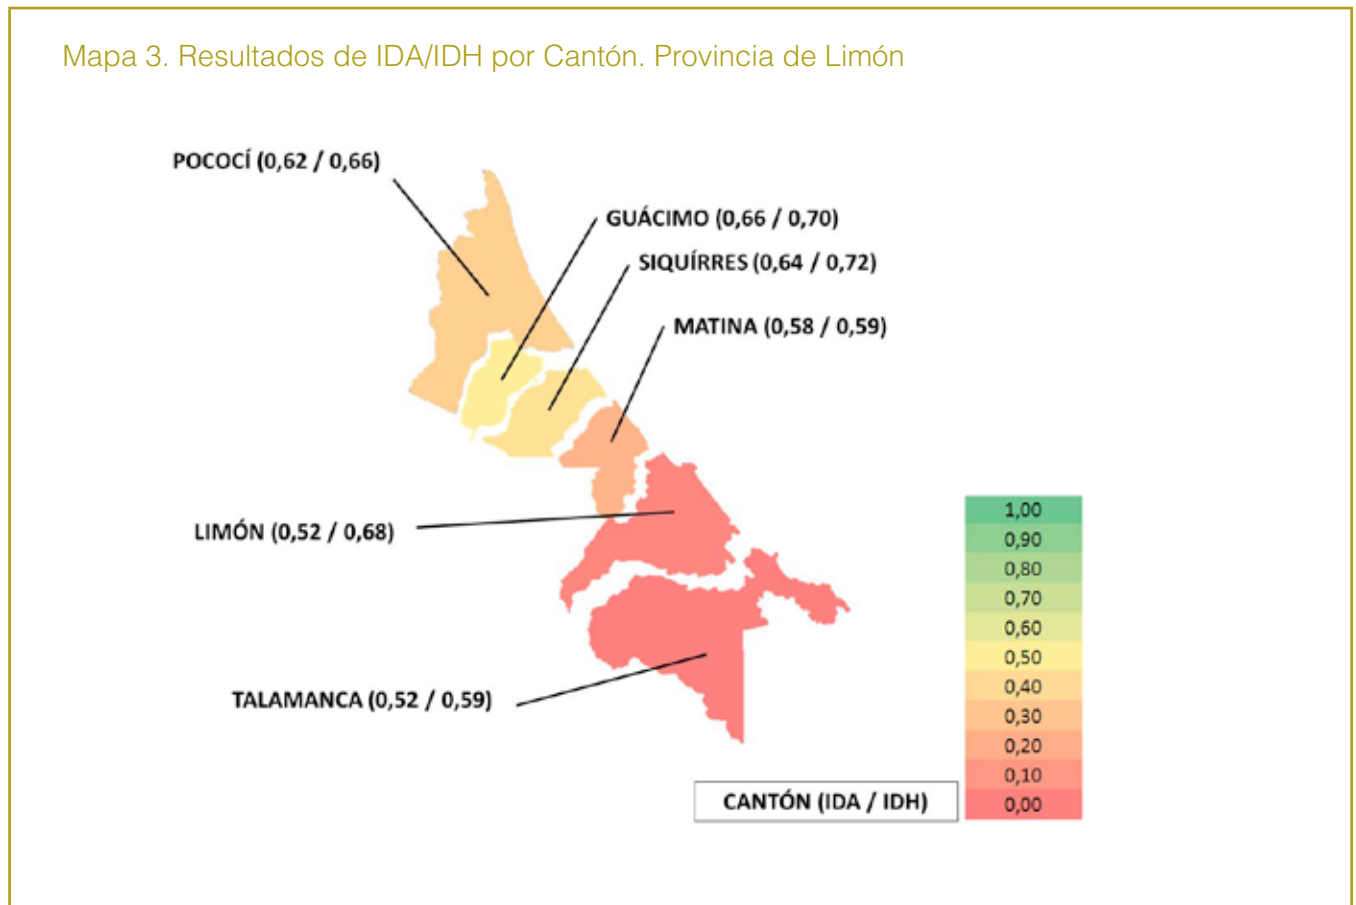 Mapa 3. Resultados de IDA/IDH por Cantón. Provincia de Limón
POCOCÍ (0,62 / 0,66)
GUÁCIMO (0,66 / 0,70)
SIQUÍRRES (0,64 / 0,72)
MATINA (0,58 / 0,59)
LIMÓN (0,52 / 0,68)
TALAMANCA (0,52 / 0,59)
1,00
0,90
0,80
0,70
0,60
0,50
0,40
0,30
0,20
0,10
0,00
CANTÓN (IDA / IDH)